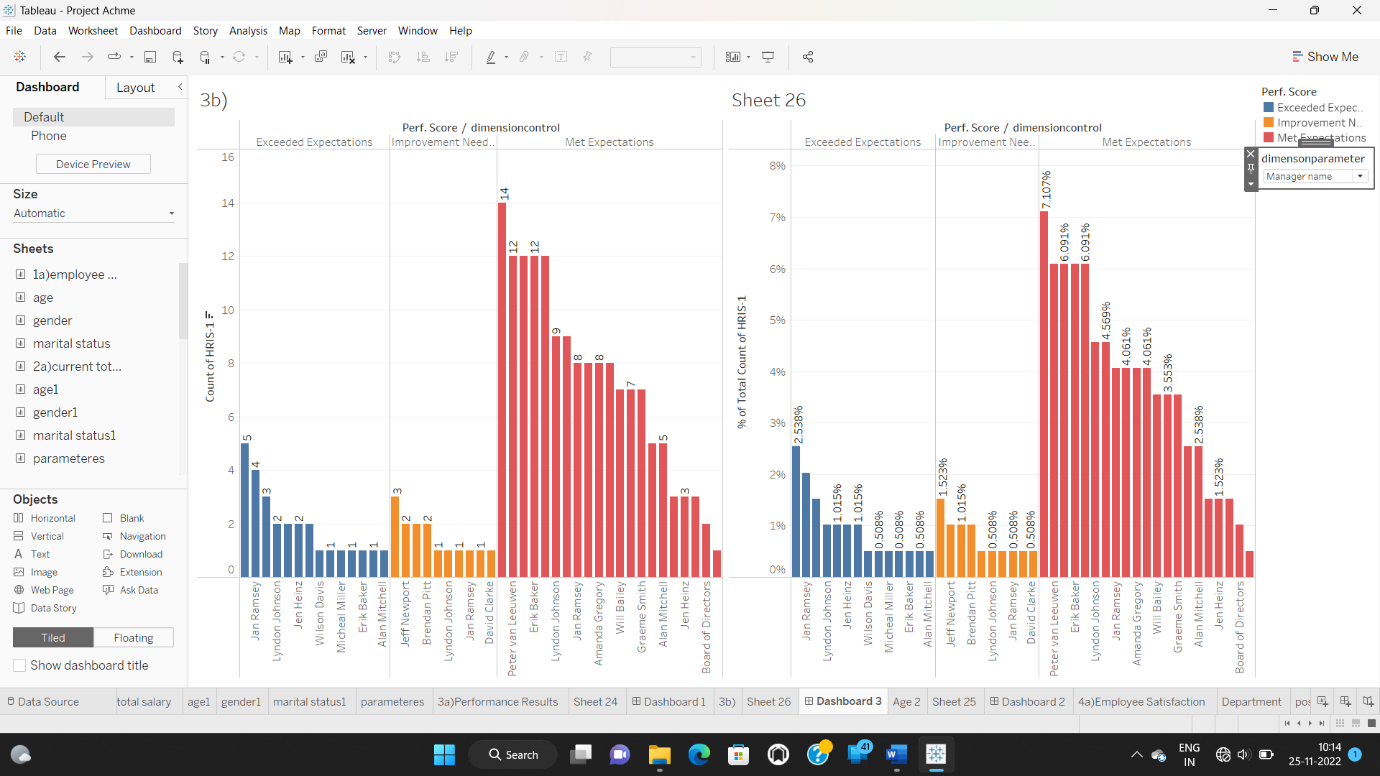 Tableau - Project Achme
File Data Worksheet Dashboard Story Analysis Map Format Server Window Help
Show Me
Dashboard Layout
Default
Phone
Device Preview
Size
Automatic
Sheets
1a)employee ...
age
gender
marital status
2a)current tot...
age1
gender1
marital status1
parameteres
Objects
Horizontal Blank
Vertical Navigation
Text Download
Image Extension
Web Page Ask Data
Data Story
Tiled Floating
Show dashboard title
3b)
Perf. Score / dimensioncontrol
Exceeded Expectations Improvement Need.. Met Expectations
Count of HRIS-1
16
14
12
10
8
6
4
2
0
5 4 3 2 2 1 1 1 3 2 2 1 1 1 14 12 12 9 8 8 7 5 3
Jan Ramsey Lyndon Johnson Jen Heinz Wilson Davis Micheal Miller Erik Baker Alan Mitchell Jeff Newport Brendan Pitt Lyndon Johnson Jan Ramsey David Clarke Peter van Leeuwen Erik Baker Lyndon Johnson Jan Ramsey Amanda Gregory Will Bailey Graeme Smith Alan Mitchell Jen Heinz Board of Directors
Sheet 26
Perf. Score / dimensioncontrol
Exceeded Expectations Improvement Nee.. Met Expectations
% of Total Count of HRIS-1
8%
7%
6%
5%
4%
3%
2%
1%
0%
2.538% 1.015% 1.015% 0.508% 0.508% 0.508% 1.523% 1.015% 0.508% 0.508% 0.508% 7.107% 6.091% 6.091% 4.569% 4.061% 4.061% 3.553% 2.538% 1.523%
Jan Ramsey Lyndon Johnson Jen Heinz Wilson Davis Micheal Miller Erik Baker Alan Mitchell Jeff Newport Brendan Pitt Lyndon Johnson Jan Ramsey David Clarke Peter van Leeuwen Erik Baker Lyndon Johnson Jan Ramsey Amanda Gregory Will Bailey Graeme Smith Alan Mitchell Jen Heinz Board of Directors
Perf. Score
Exceeded Expec..
Improvement N..
Met Expectations
dimensonparameter
Manager name
Data Source total salary age1 gender1 marital status1 parameteres 3a)Performance Results Sheet 24 Dashboard 1 3b) Sheet 26 Dashboard 3 Age 2 Sheet 25 Dashboard 2 4a)Employee Satisfaction Department pos
Search
41
ENG
IN
10:14
25-11-2022
1